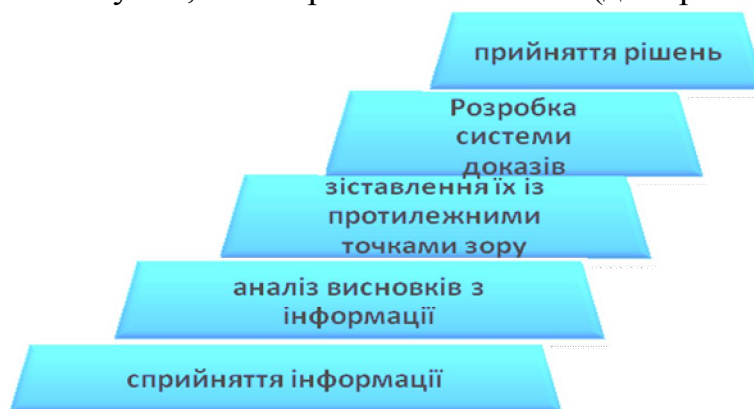 прийняття рішень
Розробка
системи
доказів
зіставлення їх із
протилежними
точками зору
аналіз висновків з
інформації
сприйняття інформації